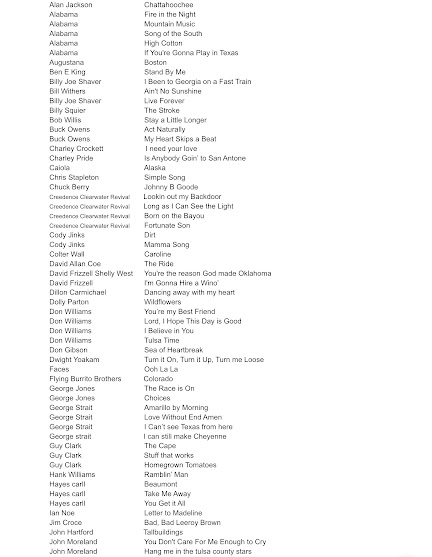 Alan Jackson Chattahoochee
Alabama Fire in the Night
Alabama Mountain Music
Alabama Song of the South
Alabama High Cotton
Alabama If You're Gonna Play in Texas
Augustana Boston
Ben E King Stand By Me
Billy Joe Shaver I Been to Georgia on a Fast Train
Bill Withers Ain't No Sunshine
Billy Joe Shaver Live Forever
Billy Squier The Stroke
Bob Willis Stay a Little Longer
Buck Owens Act Naturally
Buck Owens My Heart Skips a Beat
Charley Crockett I need your love
Charley Pride Is Anybody Goin' to San Antone
Caiola Alaska
Chris Stapleton Simple Song
Chuck Berry Johnny B Goode
Creedence Clearwater Revival Lookin out my Backdoor
Creedence Clearwater Revival Long as I Can See the Light
Creedence Clearwater Revival Born on the Bayou
Creedence Clearwater Revival Fortunate Son
Cody Jinks Dirt
Cody Jinks Mamma Song
Colter Wall Caroline
David Allan Coe The Ride
David Frizzell Shelly West You're the reason God made Oklahoma
David Frizzell I'm Gonna Hire a Wino'
Dillon Carmichael Dancing away with my heart
Dolly Parton Wildflowers
Don Williams You're my Best Friend
Don Williams Lord, I Hope This Day is Good
Don Williams I Believe in You
Don Williams Tulsa Time
Don Gibson Sea of Heartbreak
Dwight Yoakam Turn it On, Turn it Up, Turn me Loose
Faces Ooh La La
Flying Burrito Brothers Colorado
George Jones The Race is On
George Jones Choices
George Strait Amarillo by Morning
George Strait Love Without End Amen
George Strait I Can't see Texas from here
George strait I can still make Cheyenne
Guy Clark The Cape
Guy Clark Stuff that works
Guy Clark Homegrown Tomatoes
Hank Williams Ramblin' Man
Hayes carll Beaumont
Hayes carll Take Me Away
Hayes carll You Get it All
Ian Noe Letter to Madeline
Jim Croce Bad, Bad Leeroy Brown
John Hartford Tallbuildings
John Moreland You Don't Care For Me Enough to Cry
John Moreland Hang me in the tulsa county stars